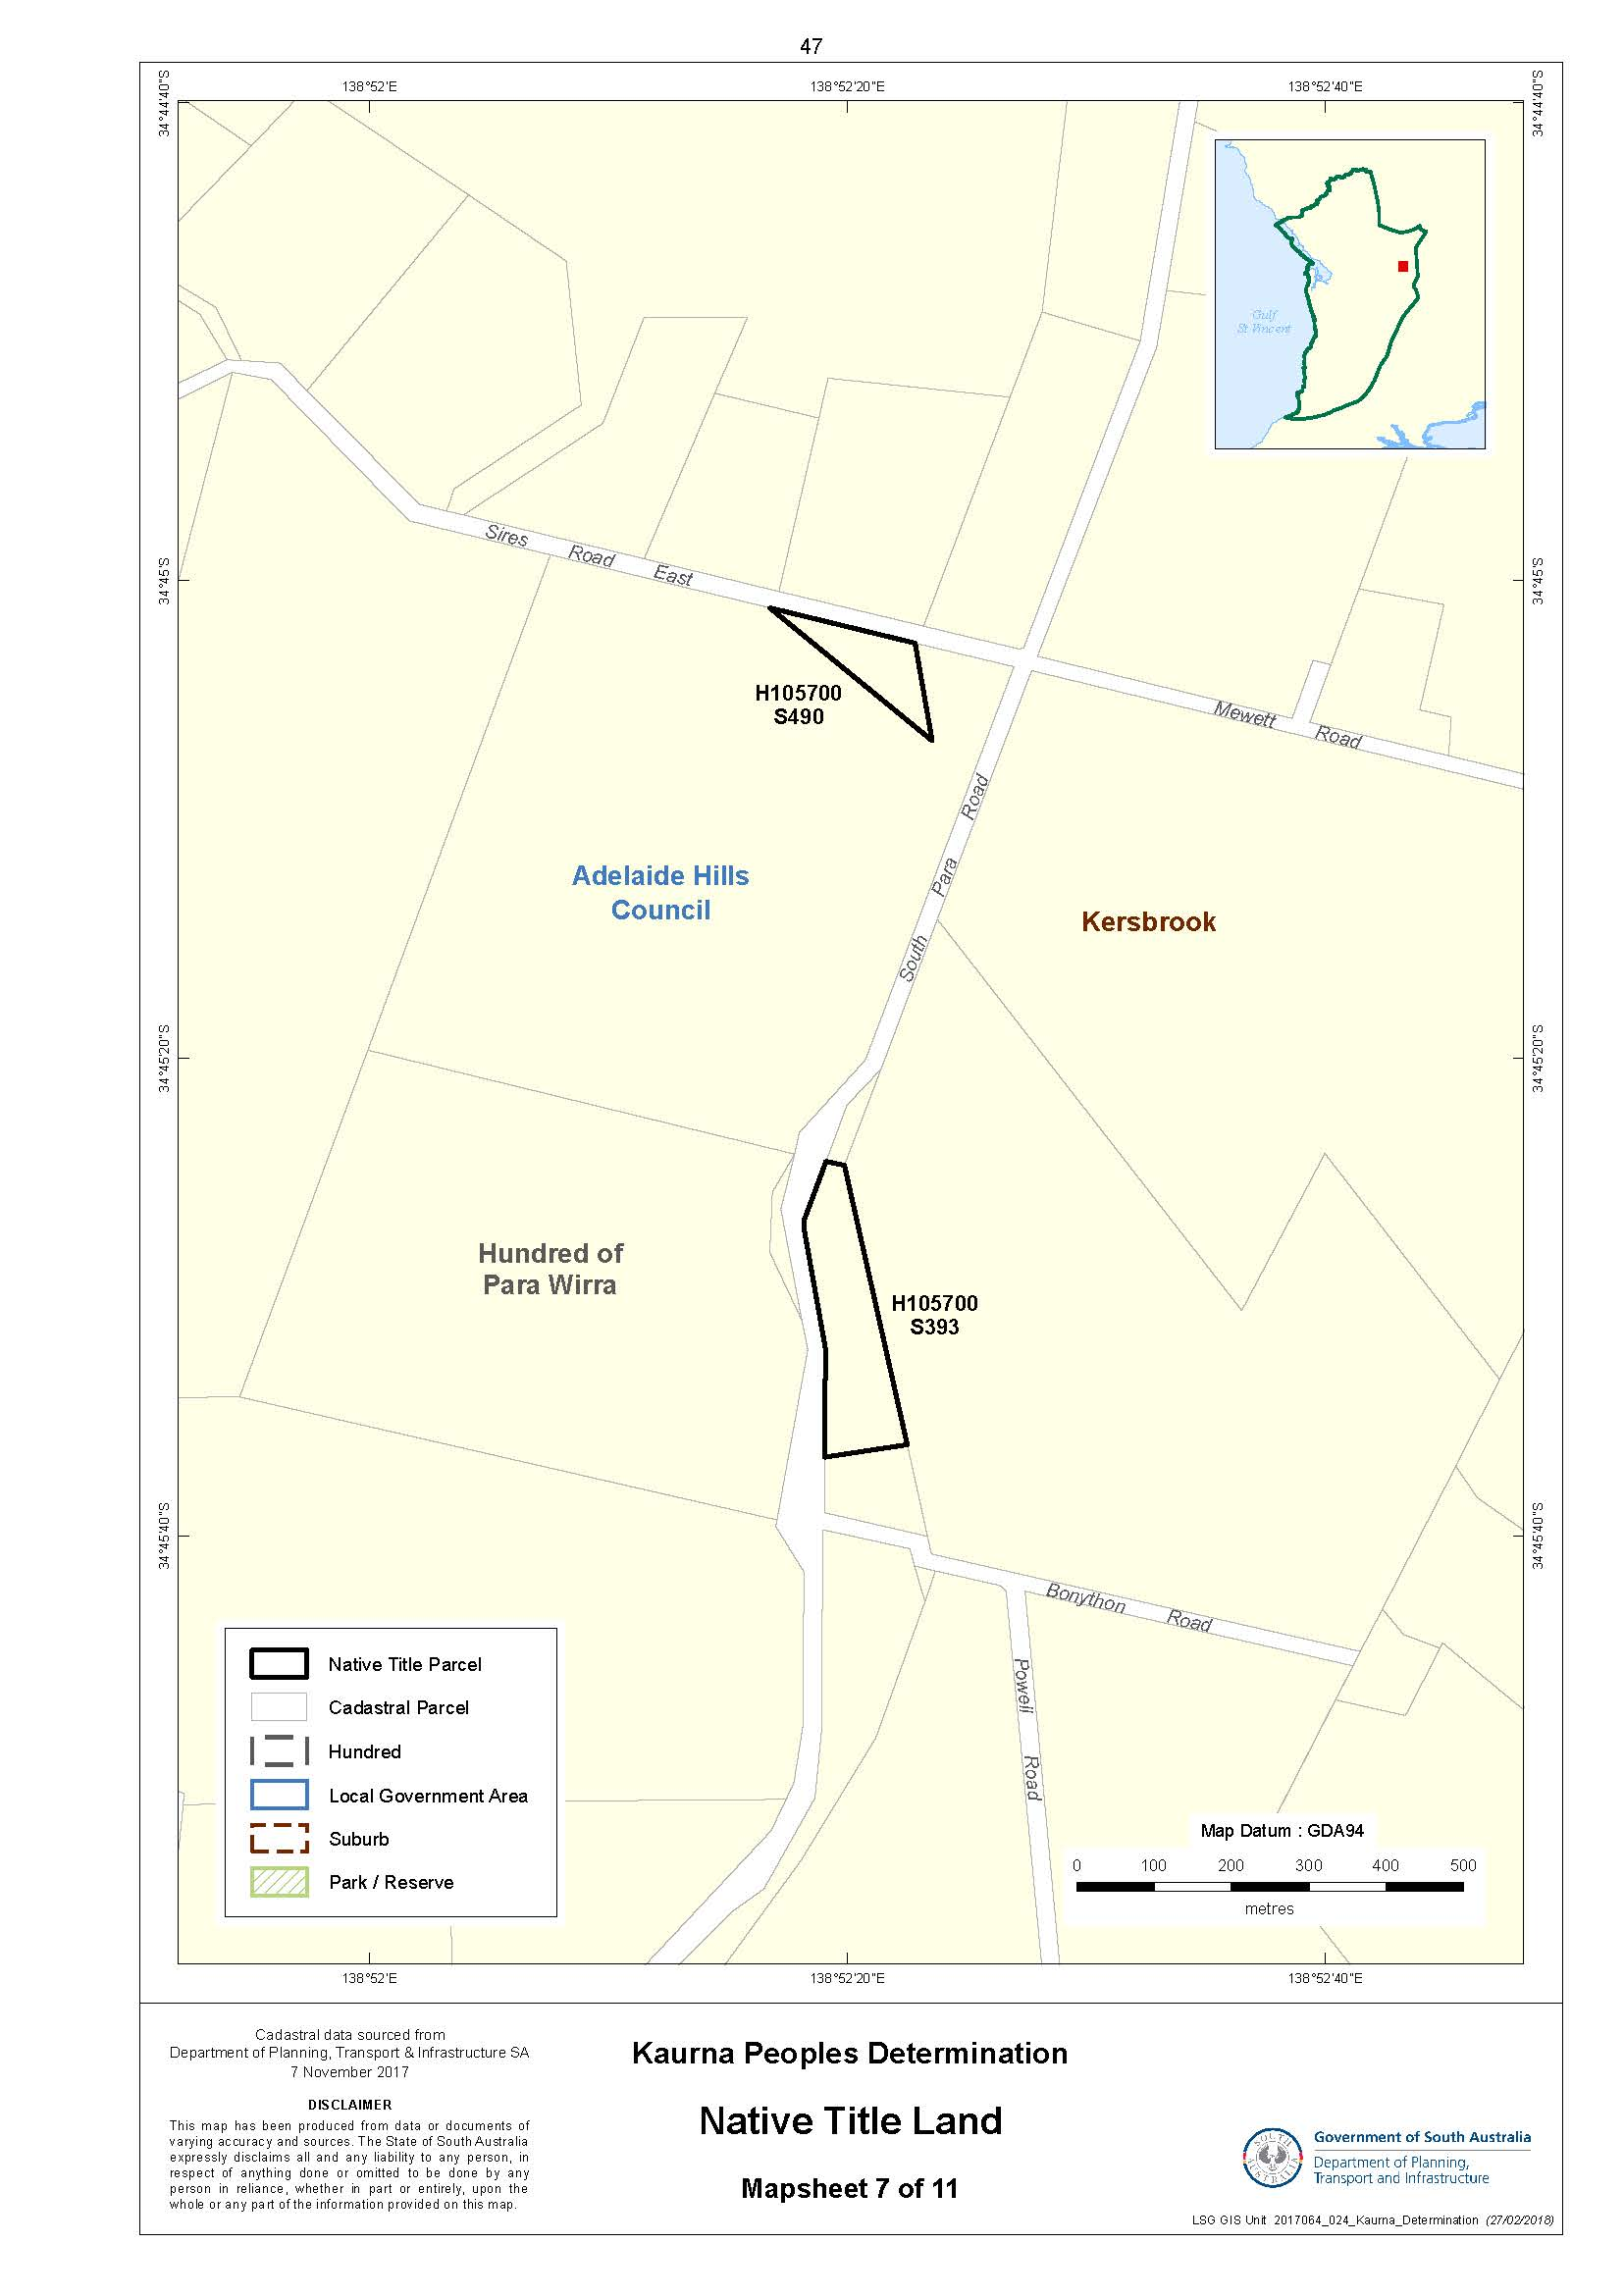 47
138°52'E
138°52'20"E
138°52'40"E
34°44'40"S
34°44'40"S
Gulf
St Vincent
Sires Road East
34°45'S
34°45'S
H105700
S490
Mewett Road
South Para Road
Adelaide Hills
Council
Kersbrook
34°45'20"S
34°45'20"S
Hundred of
Para Wirra
H105700
S393
34°45'40"S
34°45'40"S
Bonython Road
Powell Road
Native Title Parcel
Cadastral Parcel
Hundred
Local Government Area
Suburb
Park / Reserve
Map Datum : GDA94
0 100 200 300 400 500
metres
138°52'E
138°52'20"E
138°52'40"E
Cadastral data sourced from
Department of Planning, Transport & Infrastructure SA
7 November 2017
DISCLAIMER
This map has been produced from data or documents of
varying accuracy and sources. The State of South Australia
expressly disclaims all and any liability to any person, in
respect of anything done or omitted to be done by any
person in reliance, whether in part or entirely, upon the
whole or any part of the information provided on this map.
Kaurna Peoples Determination
Native Title Land
Mapsheet 7 of 11
SOUTH AUSTRALIA
Government of South Australia
Department of Planning,
Transport and Infrastructure
LSG GIS Unit 2017064_024_Kaurna_Determination (27/02/2018)